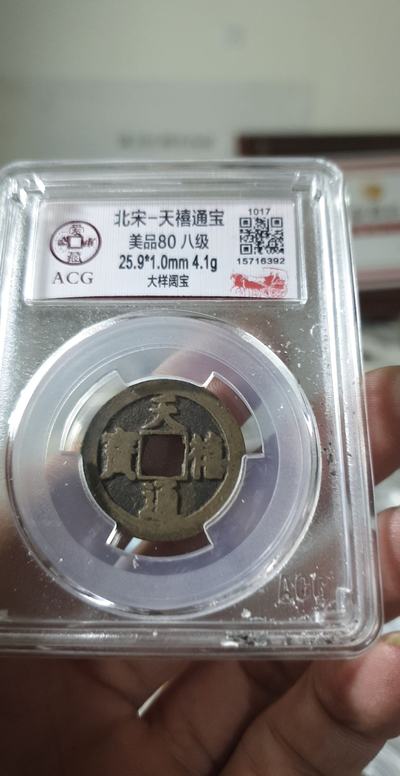 北宋-天禧通宝
1017
美品80 八级
25.9*1.0mm 4.1g
15716392
大样阔宝
ACG
天
寶 禧
通
ACG